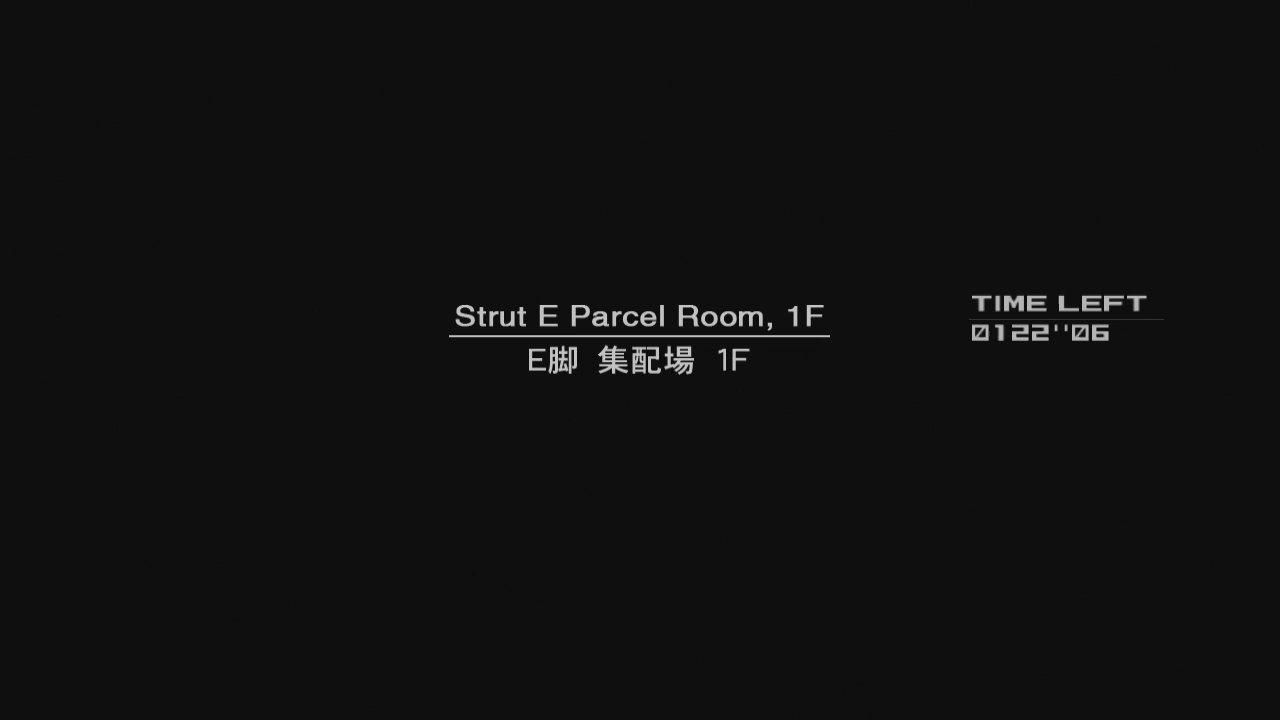 Strut E Parcel Room, 1F
E脚 集配場 1F
TIME LEFT
0122"06